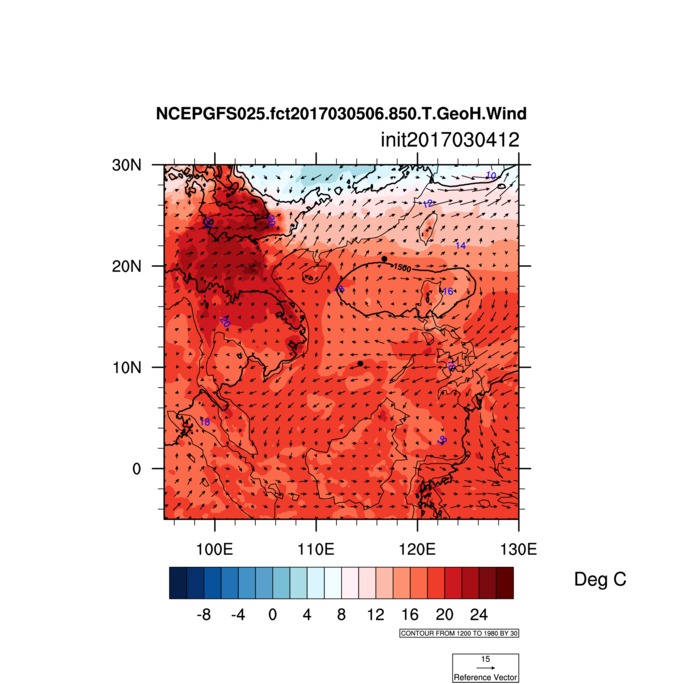 NCEPGFS025.fct2017030506.850.T.GeoH.Wind
init2017030412
30N
10
12
14
20N
1500
16
10N
18
18
0
100E 110E 120E 130E
-8 -4 0 4 8 12 16 20 24
Deg C
CONTOUR FROM 1200 TO 1980 BY 30
15
Reference Vector